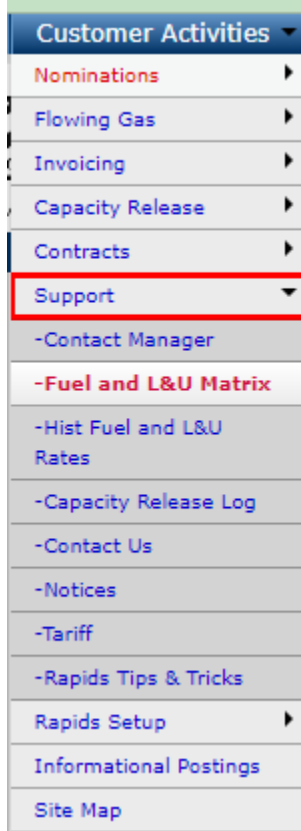 Customer Activities
Nominations
Flowing Gas
Invoicing
Capacity Release
Contracts
Support
-Contact Manager
-Fuel and L&U Matrix
-Hist Fuel and L&U
Rates
-Capacity Release Log
-Contact Us
-Notices
-Tariff
-Rapids Tips & Tricks
Rapids Setup
Informational Postings
Site Map